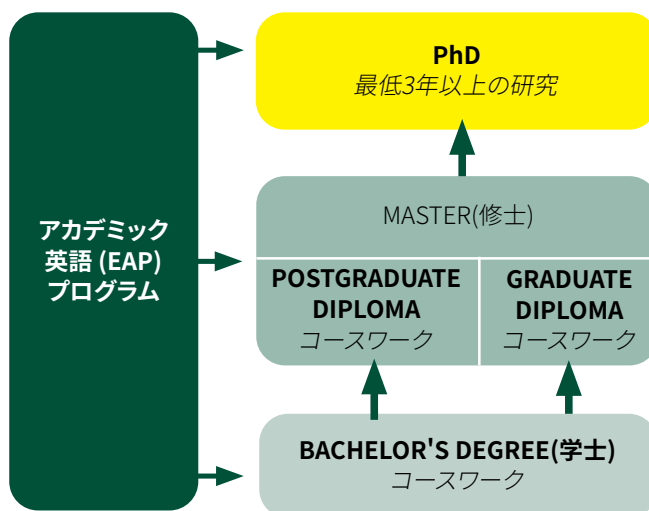 アカデミック
英語 (EAP)
プログラム
PhD
最低3年以上の研究
MASTER(修士)
POSTGRADUATE
DIPLOMA
コースワーク
GRADUATE
DIPLOMA
コースワーク
BACHELOR'S DEGREE(学士)
コースワーク